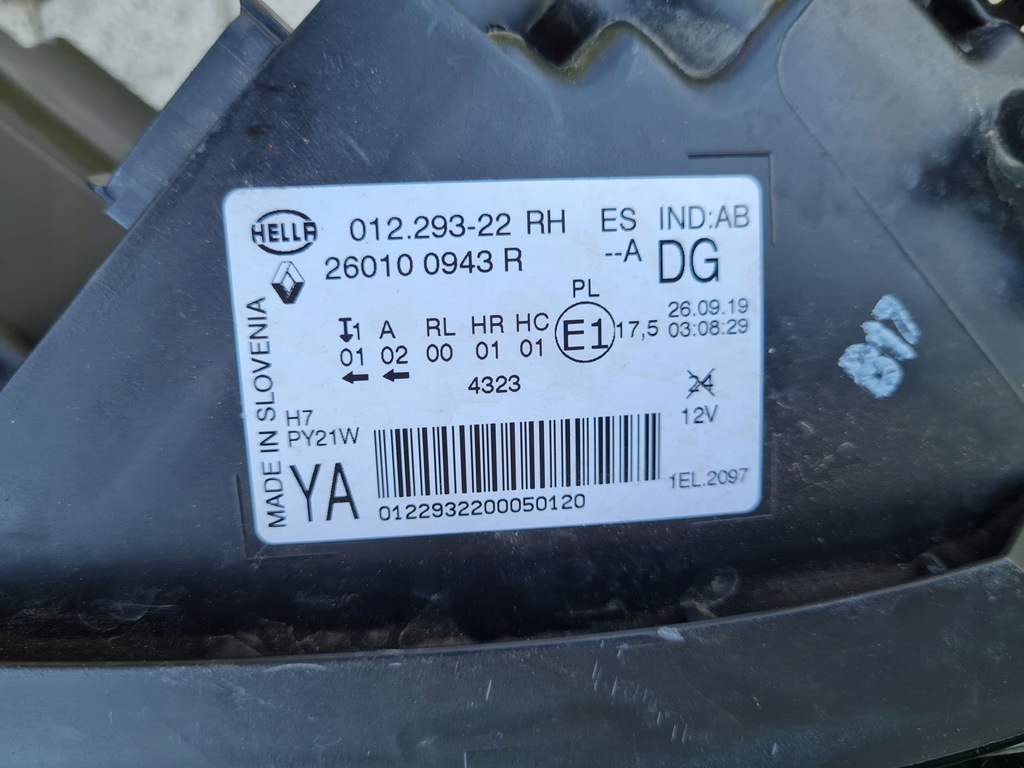 HELLA 012.293-22 RH ES IND:AB
260100 0943 R --A DG
PL
26.09.19
03:08:29
1 A RL HR HC E1 17,5
01 02 00 01 01
← ←
4323
24
12V
H7
PY21W
YA
MADE IN SLOVENIA
1EL.2097
0122932200050120